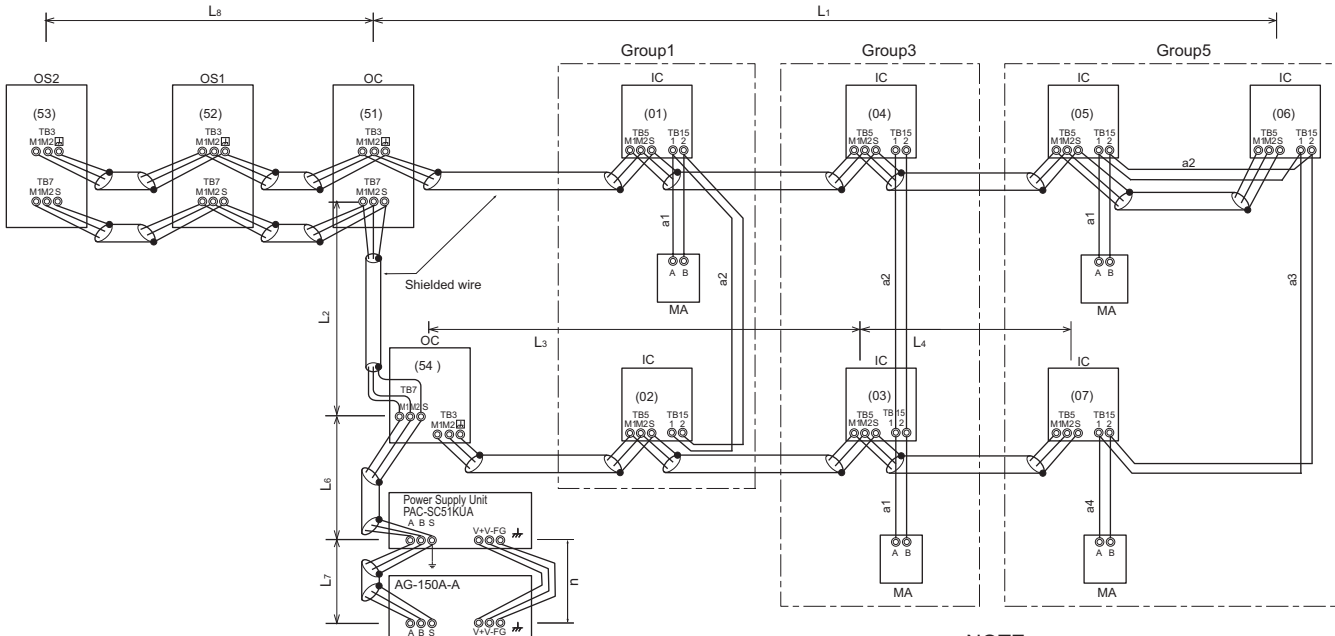 L8
L1
Group1
Group3
Group5
OS2
OS1
OC
IC
IC
IC
IC
(53)
(52)
(51)
(01)
(04)
(05)
(06)
TB3
M1M2
TB3
M1M2
TB3
M1M2
TB5
M1M2S
TB15
1 2
TB5
M1M2S
TB15
1 2
TB5
M1M2S
TB15
1 2
TB5
M1M2S
TB15
1 2
a2
TB7
M1M2 S
TB7
M1M2 S
TB7
M1M2 S
a1
a2
a2
a1
a3
A B
MA
A B
MA
Shielded wire
L2
L3
L4
OC
(54 )
TB7
M1M2 S
TB3
M1M2
IC
(02)
TB5
M1M2S
TB15
1 2
IC
(03)
TB5
M1M2S
TB15
1 2
IC
(07)
TB5
M1M2S
TB15
1 2
L6
Power Supply Unit
PAC-SC51KUA
A B S
V+V-FG
a1
a4
A B
MA
A B
MA
L7
n
AG-150A-A
A B S
V+V-FG